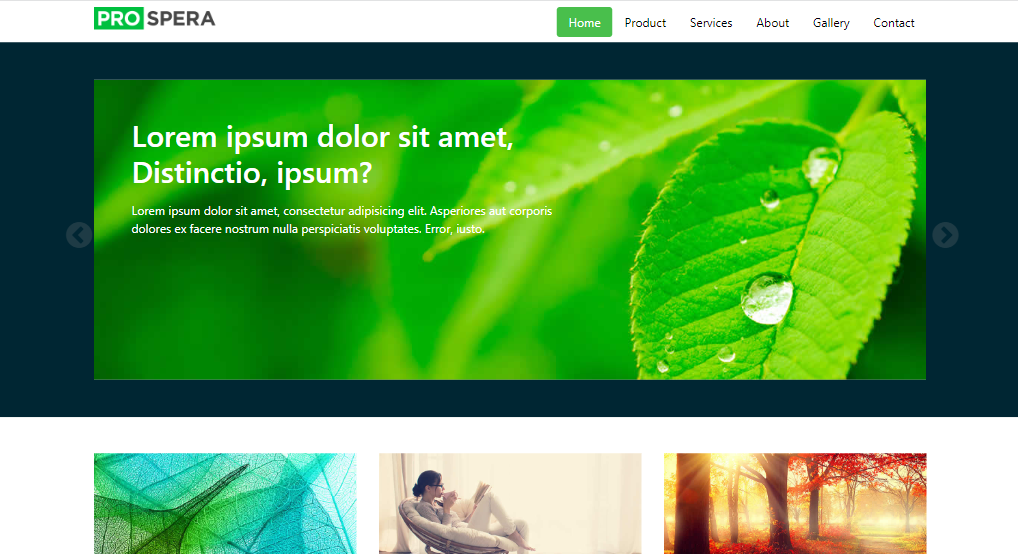 PRO SPERA
Home Product Services About Gallery Contact
Lorem ipsum dolor sit amet,
Distinctio, ipsum?
Lorem ipsum dolor sit amet, consectetur adipisicing elit. Asperiores aut corporis
dolores ex facere nostrum nulla perspiciatis voluptates. Error, iusto.